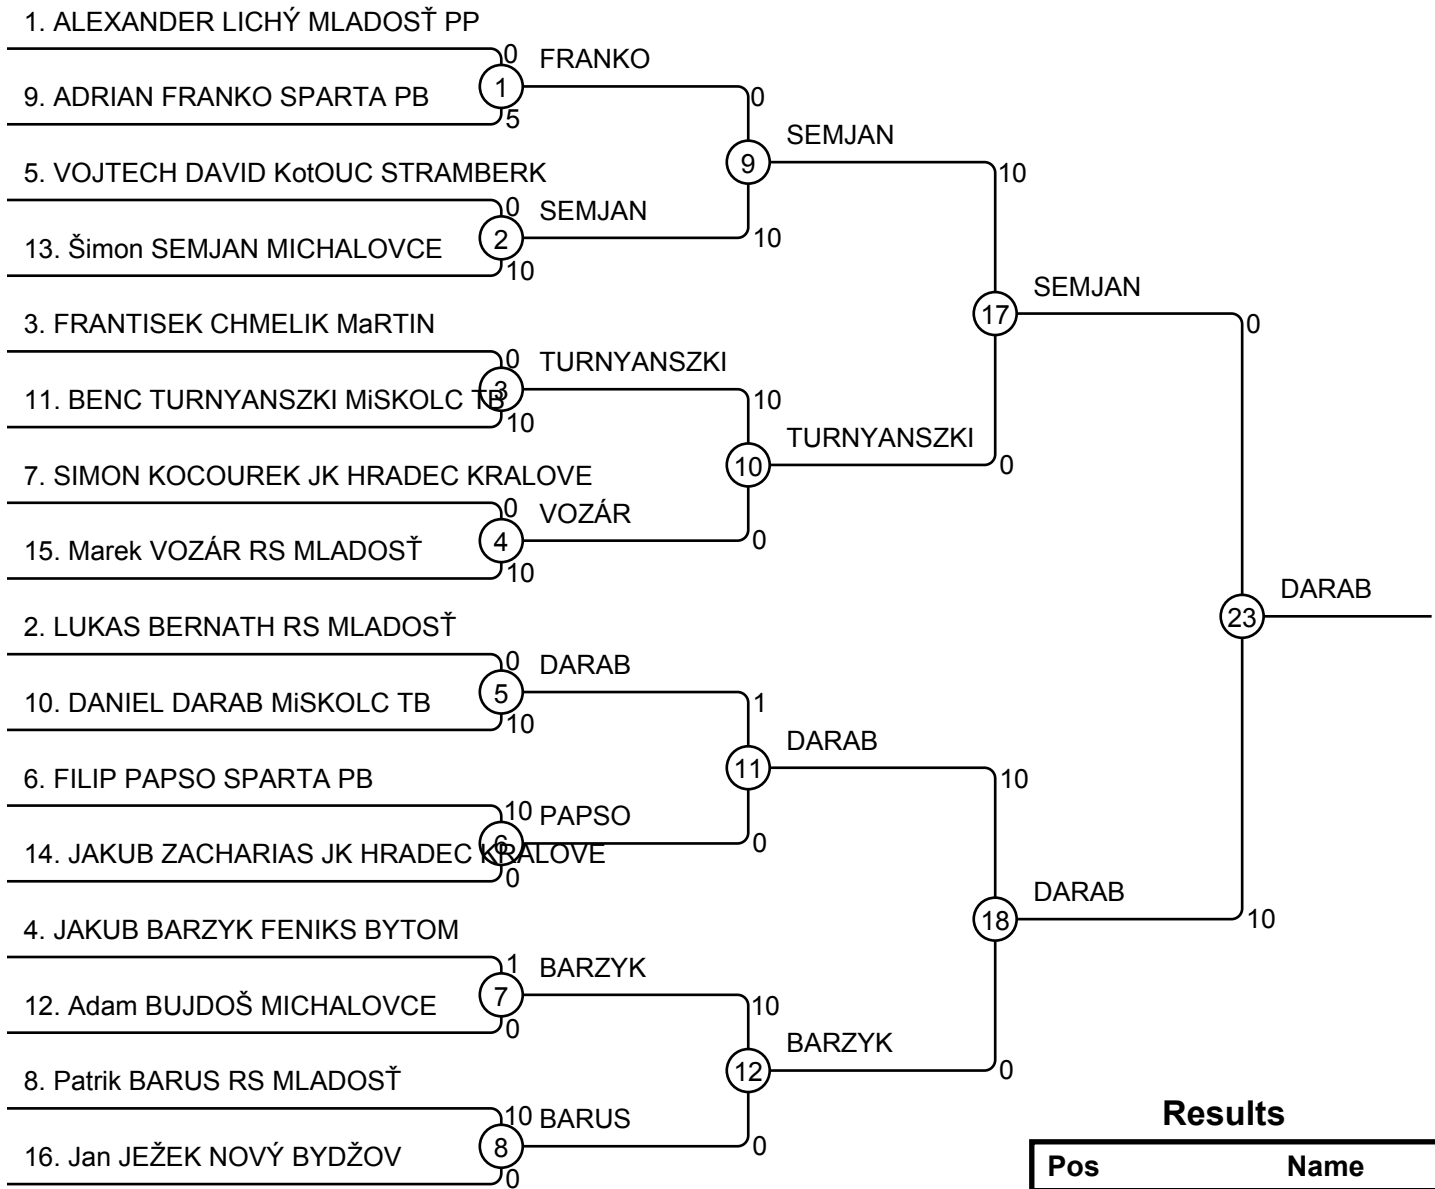 1. ALEXANDER LICHÝ MLADOSŤ PP
0
FRANKO
1
9. ADRIAN FRANKO SPARTA PB
5
0
SEMJAN
9
10
5. VOJTECH DAVID KotOUC STRAMBERK
0
SEMJAN
2
10
13. Šimon SEMJAN MICHALOVCE
10
SEMJAN
17
0
3. FRANTISEK CHMELIK MaRTIN
0
TURNYANSZKI
3
10
11. BENC TURNYANSZKI MiSKOLC TB
10
TURNYANSZKI
10
0
7. SIMON KOCOUREK JK HRADEC KRALOVE
0
VOZÁR
4
0
15. Marek VOZÁR RS MLADOSŤ
10
DARAB
23
2. LUKAS BERNATH RS MLADOSŤ
0
DARAB
5
1
10. DANIEL DARAB MiSKOLC TB
10
DARAB
11
10
6. FILIP PAPSO SPARTA PB
10
PAPSO
6
0
14. JAKUB ZACHARIAS JK HRADEC KRALOVE
0
DARAB
18
10
4. JAKUB BARZYK FENIKS BYTOM
1
BARZYK
7
10
12. Adam BUJDOŠ MICHALOVCE
0
BARZYK
12
0
8. Patrik BARUS RS MLADOSŤ
10
BARUS
8
0
16. Jan JEŽEK NOVÝ BYDŽOV
0
Results
Pos Name